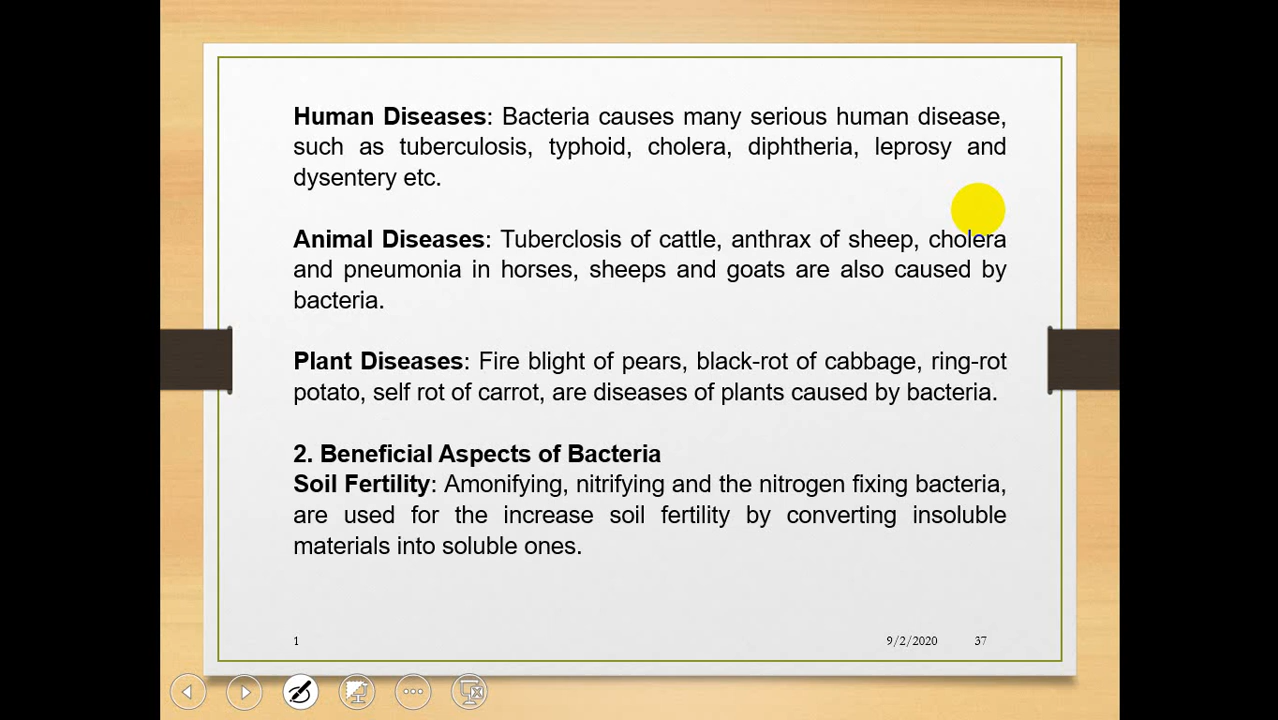 Human Diseases: Bacteria causes many serious human disease,
such as tuberculosis, typhoid, cholera, diphtheria, leprosy and
dysentery etc.
Animal Diseases: Tuberclosis of cattle, anthrax of sheep, cholera
and pneumonia in horses, sheeps and goats are also caused by
bacteria.
Plant Diseases: Fire blight of pears, black-rot of cabbage, ring-rot
potato, self rot of carrot, are diseases of plants caused by bacteria.
2. Beneficial Aspects of Bacteria
Soil Fertility: Amonifying, nitrifying and the nitrogen fixing bacteria,
are used for the increase soil fertility by converting insoluble
materials into soluble ones.
1 9/2/2020 37